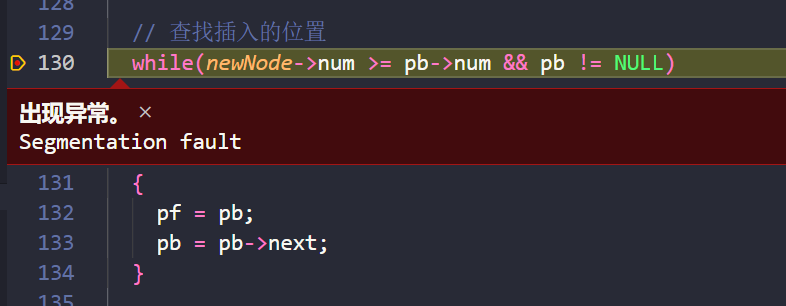 128
129 // 查找插入的位置
130 while(newNode->num >= pb->num && pb != NULL)
出现异常。 ×
Segmentation fault
131 {
132 pf = pb;
133 pb = pb->next;
134 }
135